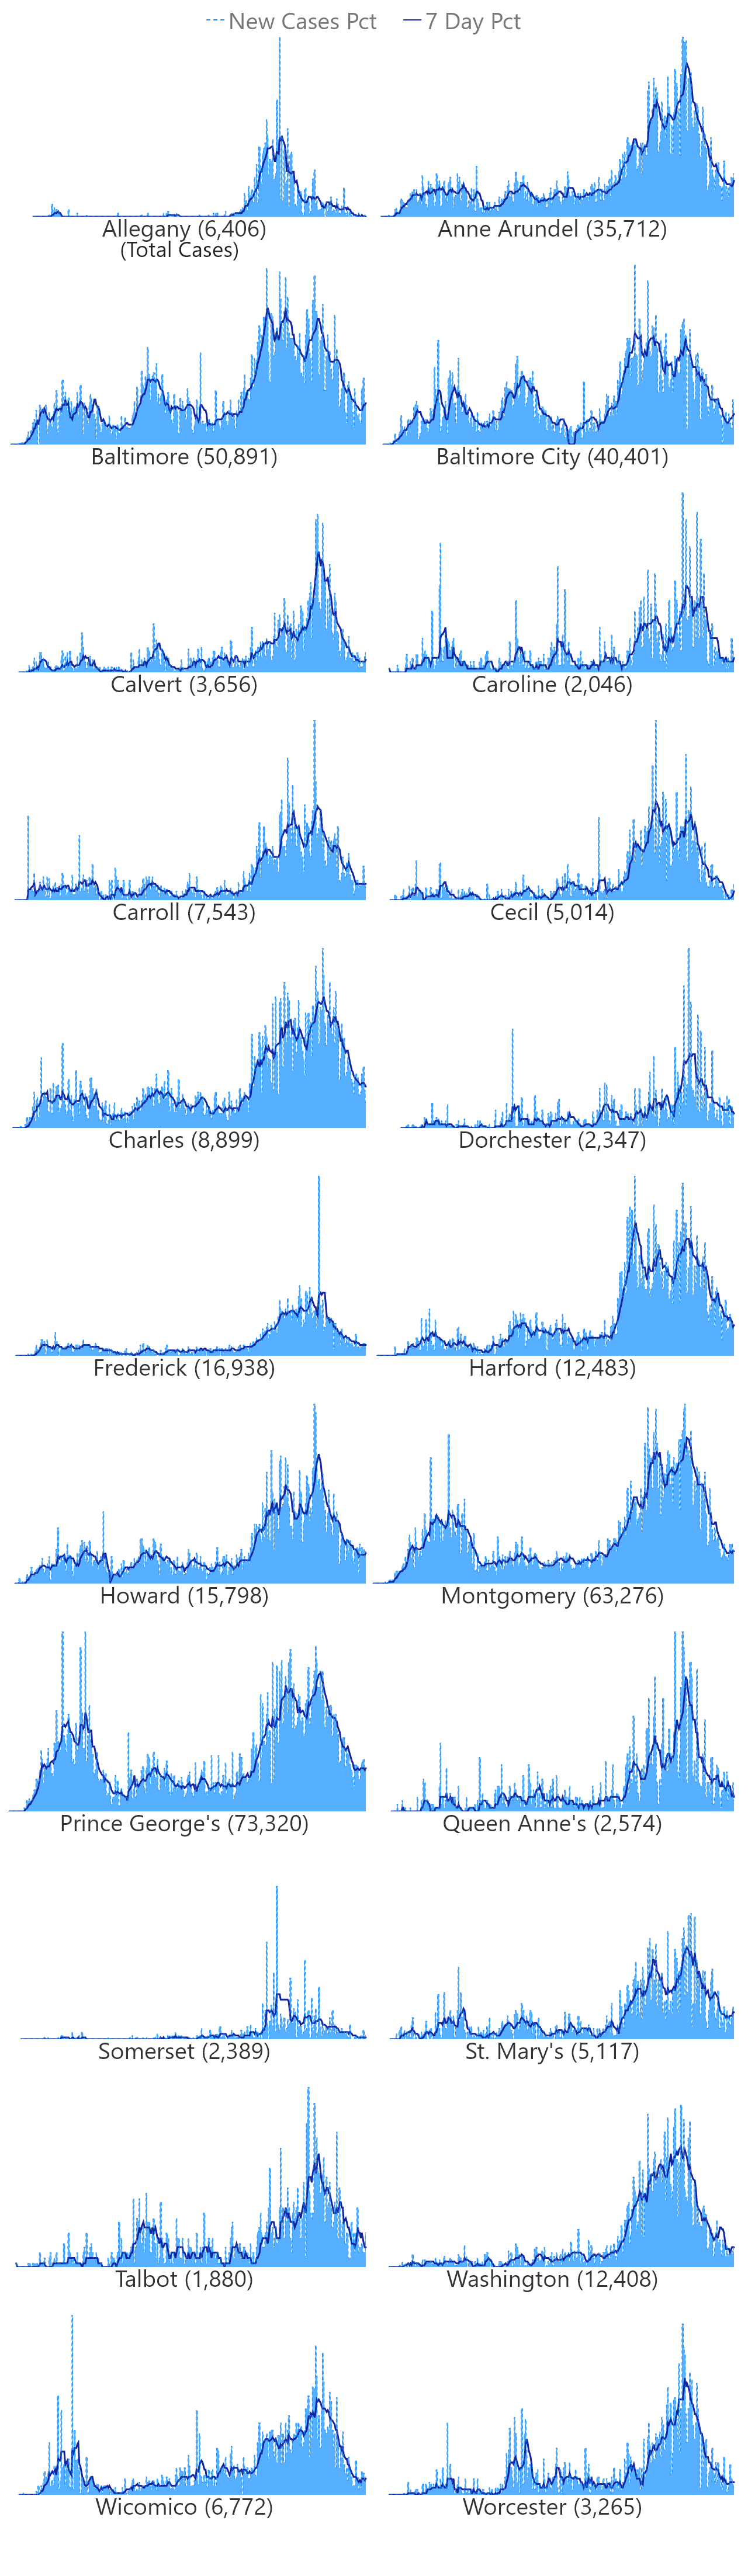 New Cases Pct 7 Day Pct
Allegany (6,406) Anne Arundel (35,712)
(Total Cases)
Baltimore (50,891) Baltimore City (40,401)
Calvert (3,656) Caroline (2,046)
Carroll (7,543) Cecil (5,014)
Charles (8,899) Dorchester (2,347)
Frederick (16,938) Harford (12,483)
Howard (15,798) Montgomery (63,276)
Prince George's (73,320) Queen Anne's (2,574)
Somerset (2,389) St. Mary's (5,117)
Talbot (1,880) Washington (12,408)
Wicomico (6,772) Worcester (3,265)